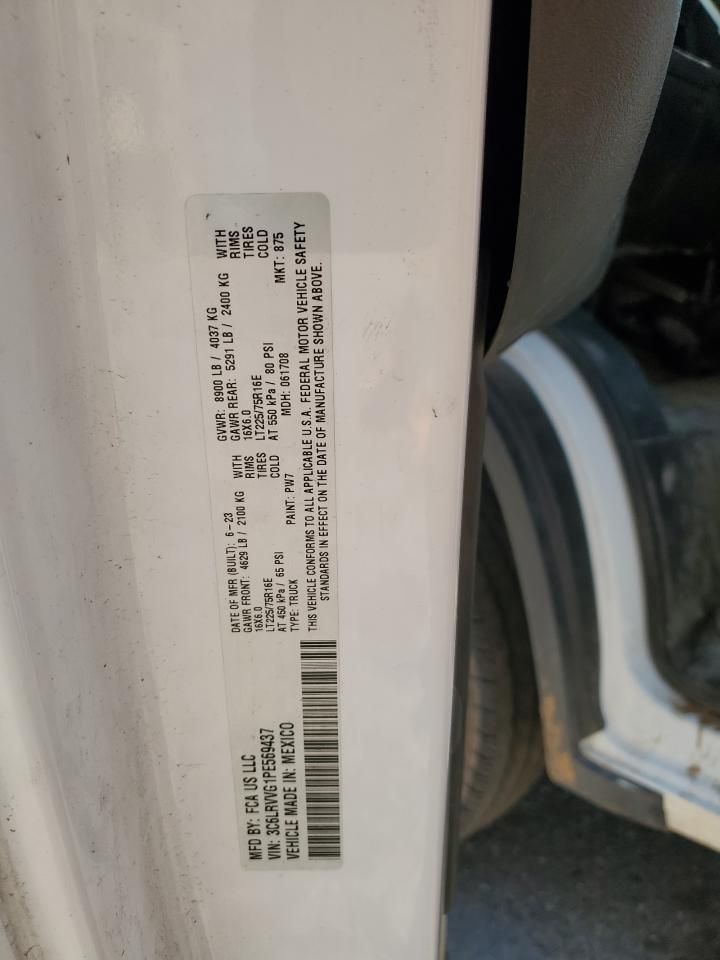 MFD BY: FCA US LLC
VIN: 3C6LRVVG1PE569437
VEHICLE MADE IN: MEXICO
DATE OF MFR (BUILT): 6-23
GAWR FRONT: 4629 LB / 2100 KG WITH
16X6.0 RIMS
LT225/75R16E TIRES
AT 450 kPa / 65 PSI COLD
GVWR: 8900 LB / 4037 KG
GAWR REAR: 5291 LB / 2400 KG WITH
16X6.0 RIMS
LT225/75R16E TIRES
AT 550 kPa / 80 PSI COLD
TYPE: TRUCK PAINT: PW7 MDH: 061708 MKT: 875
THIS VEHICLE CONFORMS TO ALL APPLICABLE U.S.A. FEDERAL MOTOR VEHICLE SAFETY
STANDARDS IN EFFECT ON THE DATE OF MANUFACTURE SHOWN ABOVE.